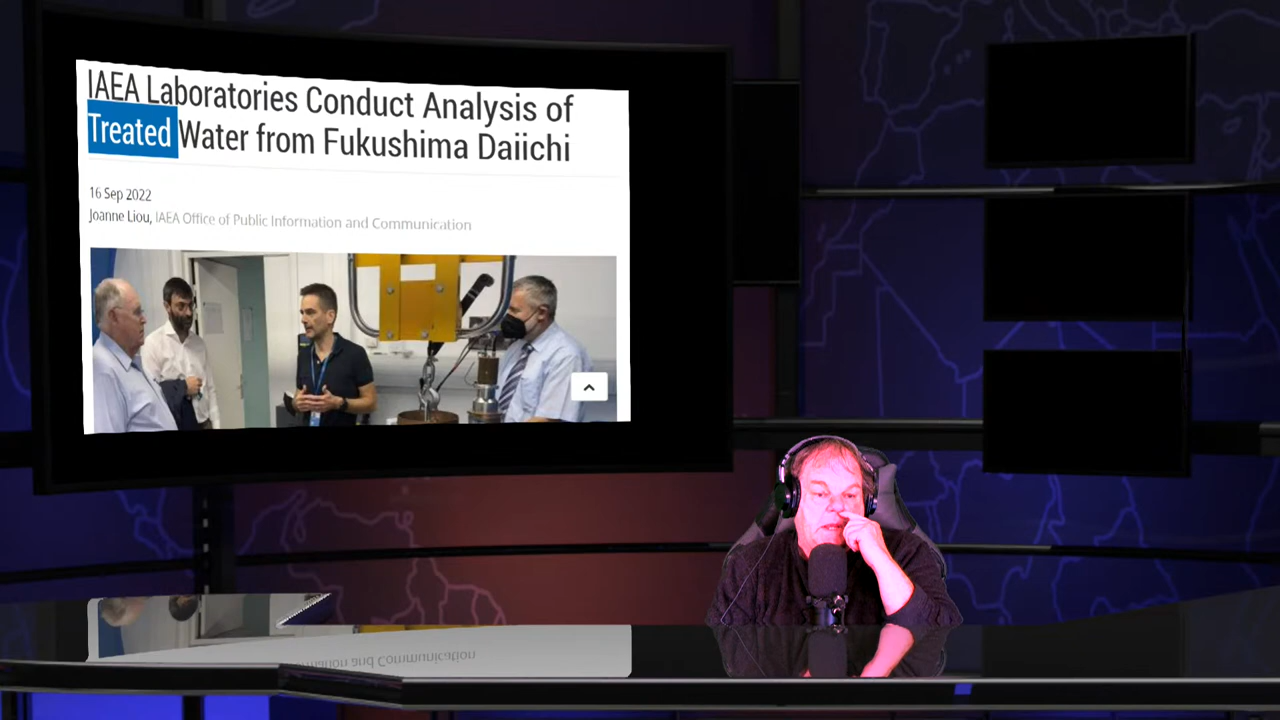 IAEA Laboratories Conduct Analysis of
Treated Water from Fukushima Daiichi
16 Sep 2022
Joanne Liou, IAEA Office of Public Information and Communication